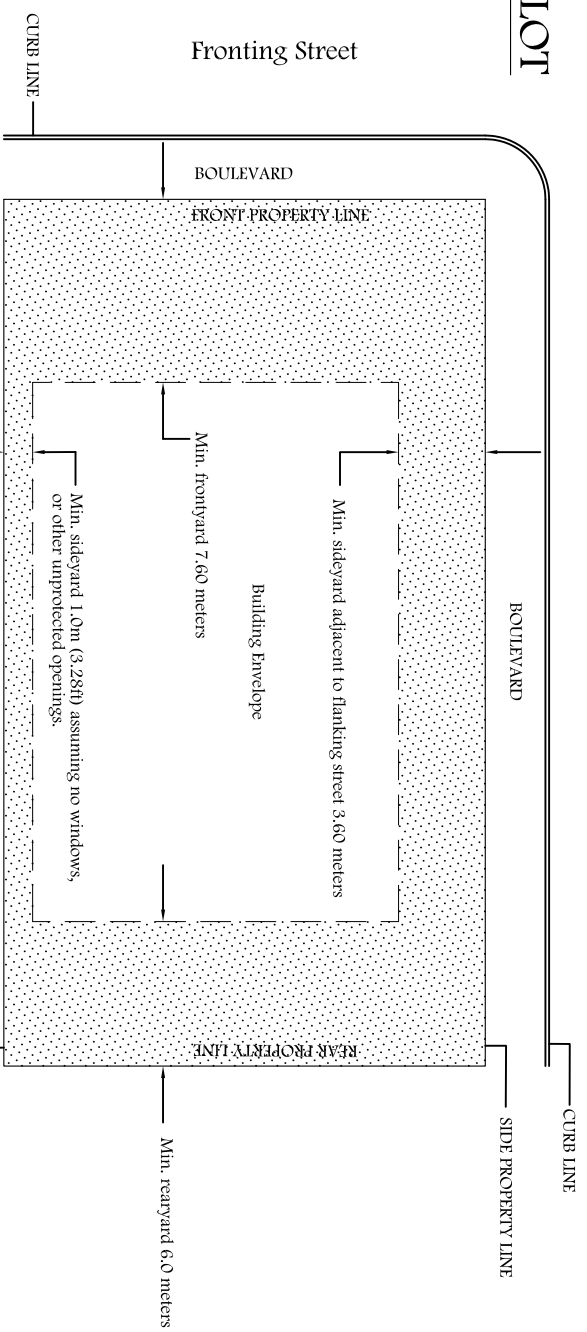 LOT
CURB LINE
Fronting Street
BOULEVARD
FRONT PROPERTY LINE
Min. frontyard 7.60 meters
Min. sideyard adjacent to flanking street 3.60 meters
Min. sideyard 1.0m (3.28ft) assuming no windows,
or other unprotected openings.
Building Envelope
BOULEVARD
REAR PROPERTY LINE
Min. rearyard 6.0 meters
SIDE PROPERTY LINE
CURB LINE